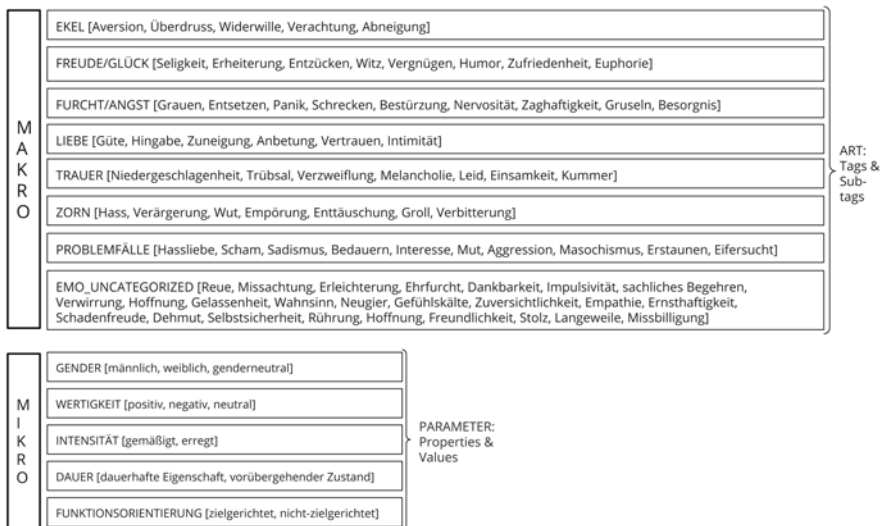 MAKRO
EKEL [Aversion, Überdruss, Widerwille, Verachtung, Abneigung]
FREUDE/GLÜCK [Seligkeit, Erheiterung, Entzücken, Witz, Vergnügen, Humor, Zufriedenheit, Euphorie]
FURCHT/ANGST [Grauen, Entsetzen, Panik, Schrecken, Bestürzung, Nervosität, Zaghaftigkeit, Gruseln, Besorgnis]
LIEBE [Güte, Hingabe, Zuneigung, Anbetung, Vertrauen, Intimität]
TRAUER [Niedergeschlagenheit, Trübsal, Verzweiflung, Melancholie, Leid, Einsamkeit, Kummer]
ZORN [Hass, Verärgerung, Wut, Empörung, Enttäuschung, Groll, Verbitterung]
PROBLEMFÄLLE [Hassliebe, Scham, Sadismus, Bedauern, Interesse, Mut, Aggression, Masochismus, Erstaunen, Eifersucht]
EMO_UNCATEGORIZED [Reue, Missachtung, Erleichterung, Ehrfurcht, Dankbarkeit, Impulsivität, sachliches Begehren,
Verwirrung, Hoffnung, Gelassenheit, Wahnsinn, Neugier, Gefühlskälte, Zuversichtlichkeit, Empathie, Ernsthaftigkeit,
Schadenfreude, Dehmut, Selbstsicherheit, Rührung, Hoffnung, Freundlichkeit, Stolz, Langeweile, Missbilligung]
ART:
Tags &
Sub-
tags
MIKRO
GENDER [männlich, weiblich, genderneutral]
WERTIGKEIT [positiv, negativ, neutral]
INTENSITÄT [gemäßigt, erregt]
DAUER [dauerhafte Eigenschaft, vorübergehender Zustand]
FUNKTIONSORIENTIERUNG [zielgerichtet, nicht-zielgerichtet]
PARAMETER:
Properties &
Values